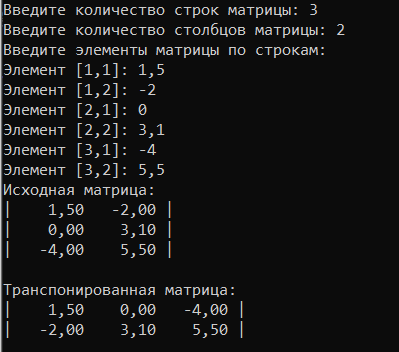 Введите количество строк матрицы: 3
Введите количество столбцов матрицы: 2
Введите элементы матрицы по строкам:
Элемент [1,1]: 1,5
Элемент [1,2]: -2
Элемент [2,1]: 0
Элемент [2,2]: 3,1
Элемент [3,1]: -4
Элемент [3,2]: 5,5
Исходная матрица:
|    1,50   -2,00 |
|    0,00    3,10 |
|   -4,00    5,50 |

Транспонированная матрица:
|    1,50    0,00   -4,00 |
|   -2,00    3,10    5,50 |